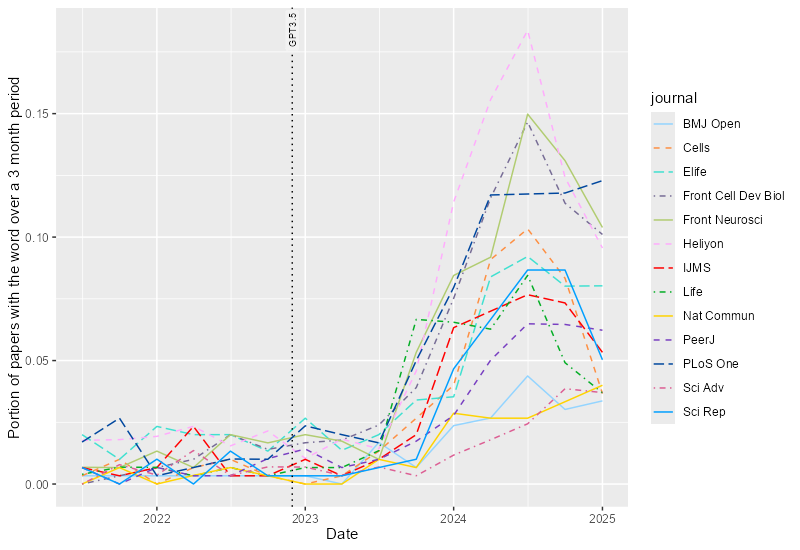 GPT3.5
Portion of papers with the word over a 3 month period
0.15
0.10
0.05
0.00
2022
2023
2024
2025
Date
journal
BMJ Open
Cells
Elife
Front Cell Dev Biol
Front Neurosci
Heliyon
IJMS
Life
Nat Commun
PeerJ
PLoS One
Sci Adv
Sci Rep